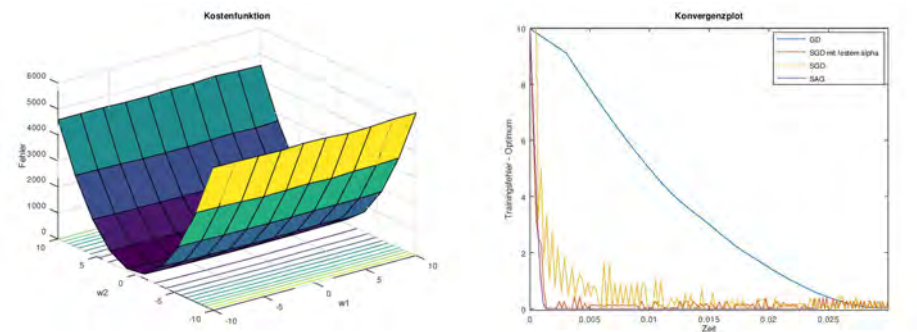 Kostenfunktion
6000
5000
4000
3000
2000
1000
0
Fehler
10
5
0
-5
-10
w2
-10
-5
0
5
10
w1
Konvergenzplot
10
8
6
4
2
0
Trainingsfehler - Optimum
0
0.005
0.01
0.015
0.02
0.025
Zeit
GD
SGD mit festem alpha
SGD
SAG